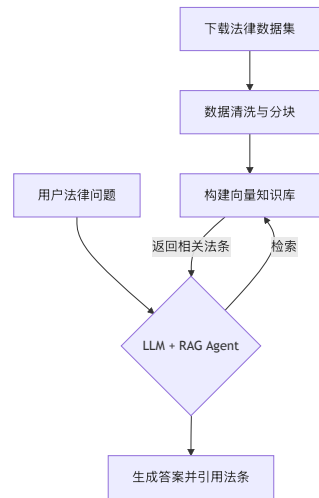 下载法律数据集
数据清洗与分块
用户法律问题
构建向量知识库
返回相关法条
检索
LLM + RAG Agent
生成答案并引用法条